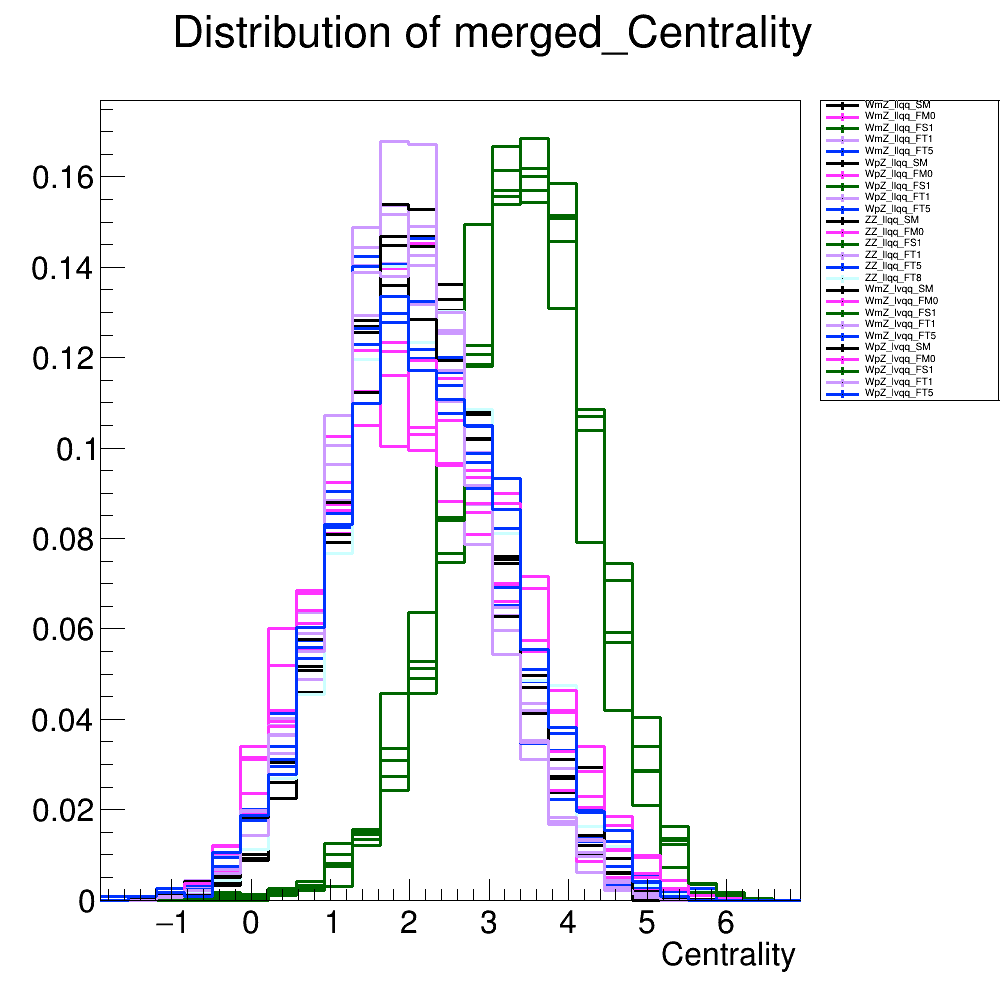 Distribution of merged_Centrality
WmZ_llqq_SM
WmZ_llqq_FM0
WmZ_llqq_FS1
WmZ_llqq_FT1
WmZ_llqq_FT5
WpZ_llqq_SM
WpZ_llqq_FM0
WpZ_llqq_FS1
WpZ_llqq_FT1
WpZ_llqq_FT5
ZZ_llqq_SM
ZZ_llqq_FM0
ZZ_llqq_FS1
ZZ_llqq_FT1
ZZ_llqq_FT5
ZZ_llqq_FT8
WmZ_lvqq_SM
WmZ_lvqq_FM0
WmZ_lvqq_FS1
WmZ_lvqq_FT1
WmZ_lvqq_FT5
WpZ_lvqq_SM
WpZ_lvqq_FM0
WpZ_lvqq_FS1
WpZ_lvqq_FT1
WpZ_lvqq_FT5
0.16
0.14
0.12
0.1
0.08
0.06
0.04
0.02
0
−1 0 1 2 3 4 5 6
Centrality